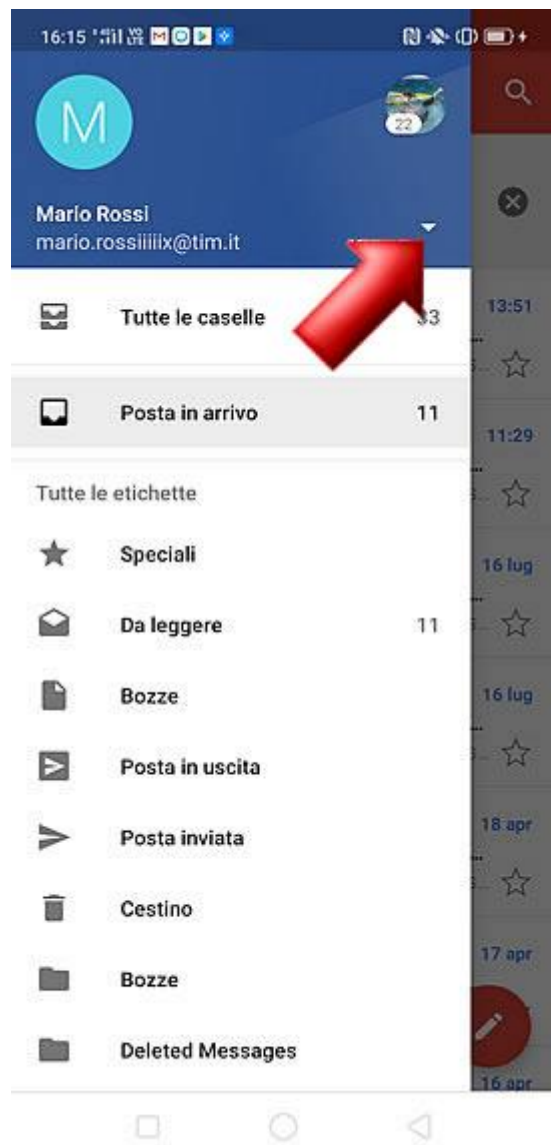 16:15
M
22
Mario Rossi
mario.rossiiiiix@tim.it
Tutte le caselle 33
Posta in arrivo 11
Tutte le etichette
Speciali
Da leggere 11
Bozze
Posta in uscita
Posta inviata
Cestino
Bozze
Deleted Messages
13:51
11:29
16 lug
16 lug
18 apr
17 apr
16 apr